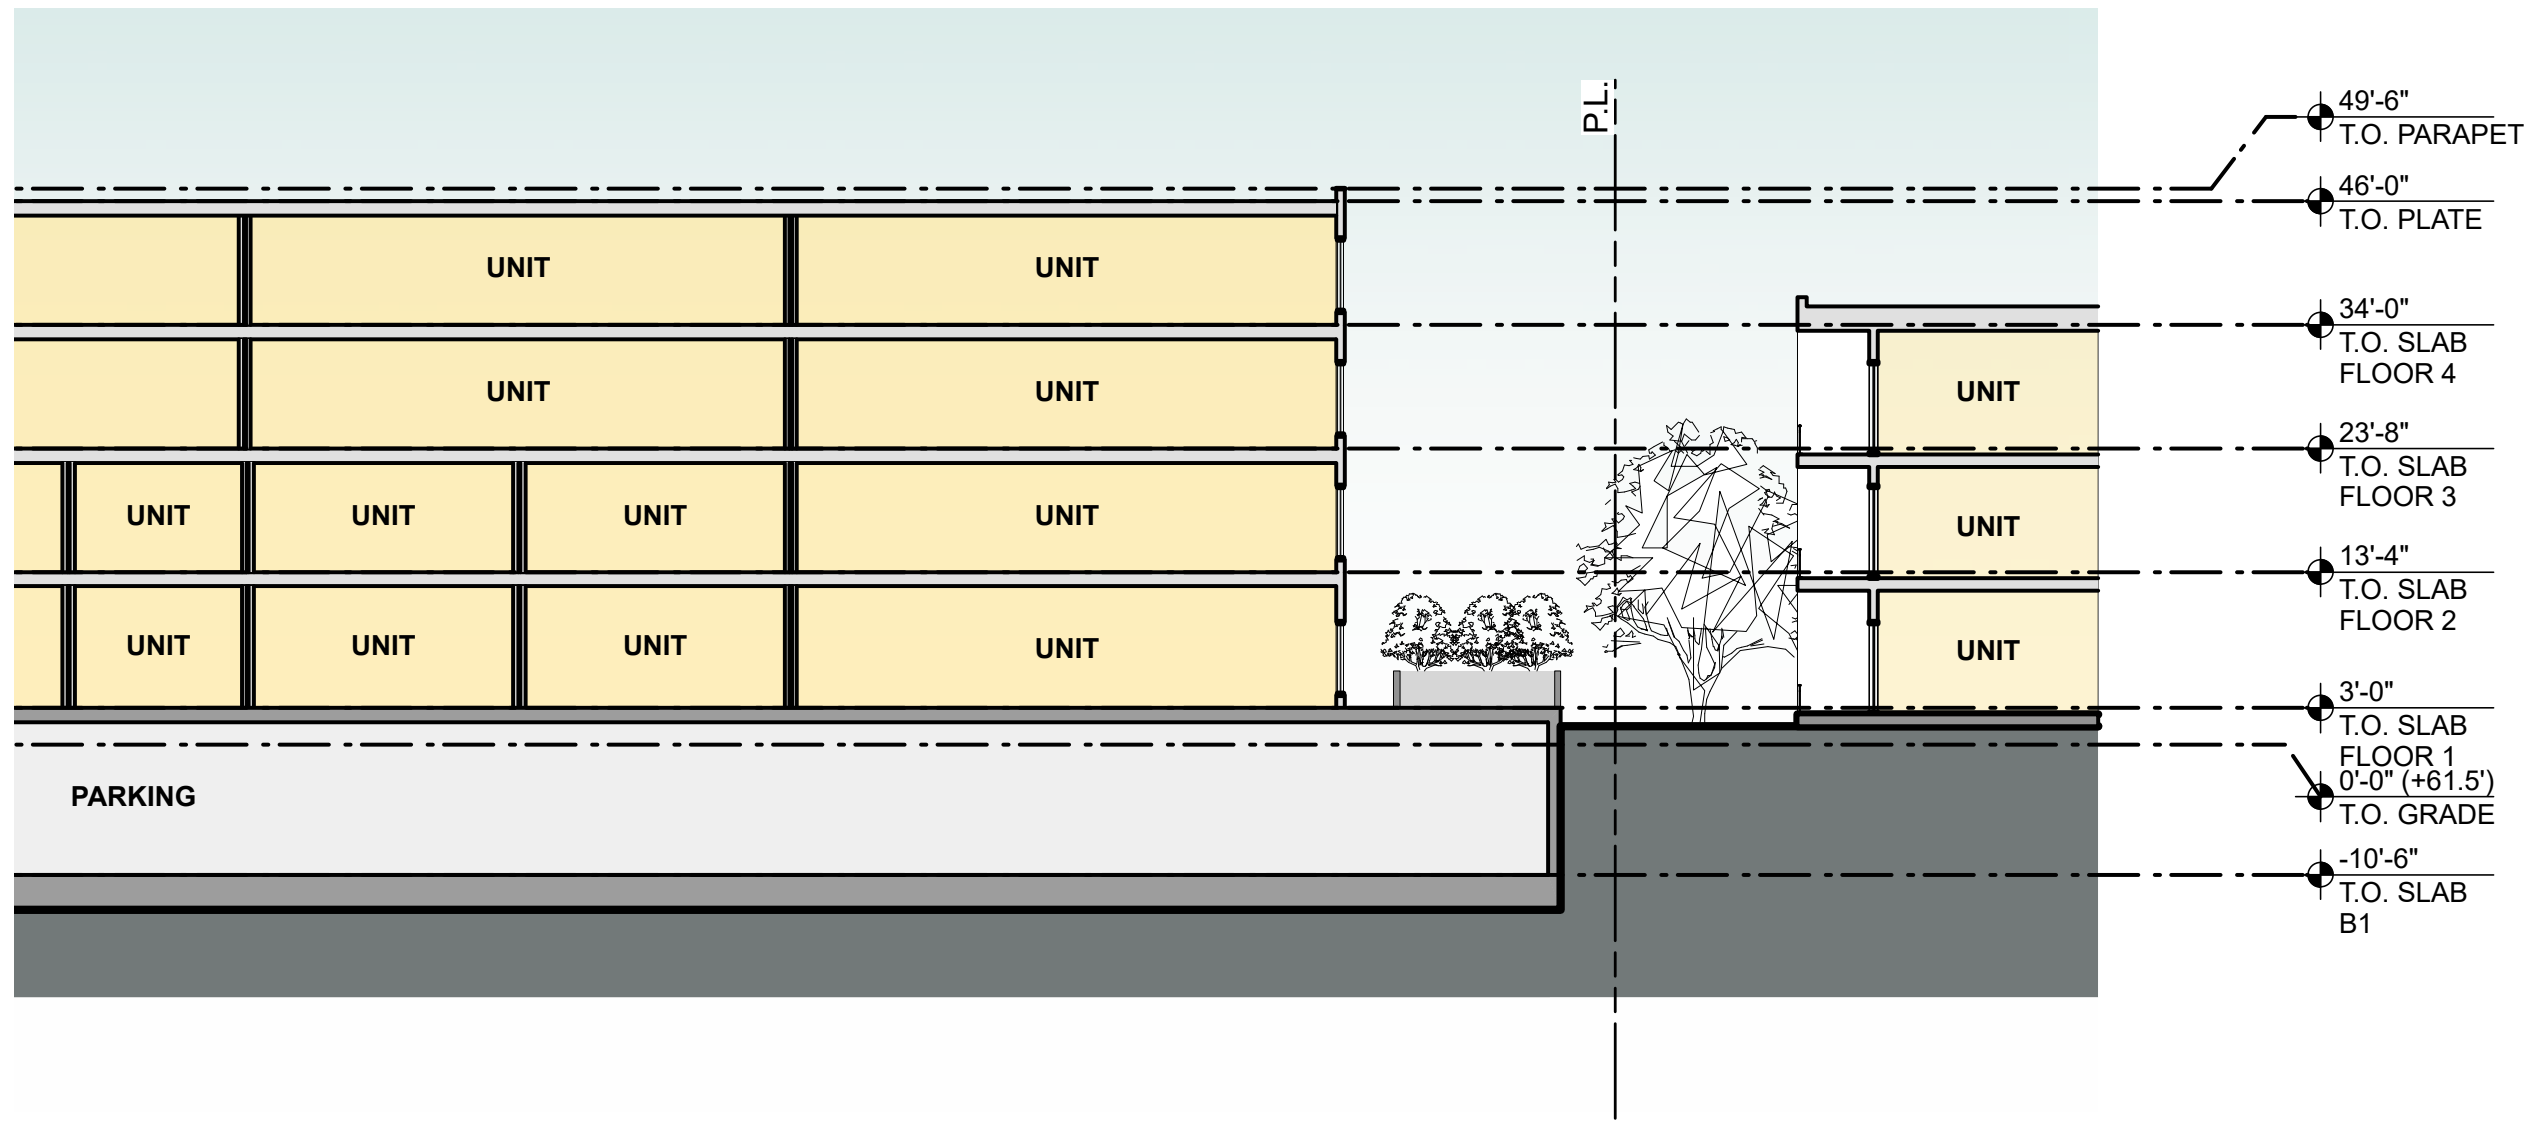 P.L.
49'-6"
T.O. PARAPET
46'-0"
T.O. PLATE
UNIT UNIT
34'-0"
T.O. SLAB
FLOOR 4
UNIT UNIT UNIT
23'-8"
T.O. SLAB
FLOOR 3
UNIT UNIT UNIT UNIT UNIT
13'-4"
T.O. SLAB
FLOOR 2
UNIT UNIT UNIT UNIT UNIT
3'-0"
T.O. SLAB
FLOOR 1
0'-0" (+61.5')
T.O. GRADE
PARKING
-10'-6"
T.O. SLAB
B1